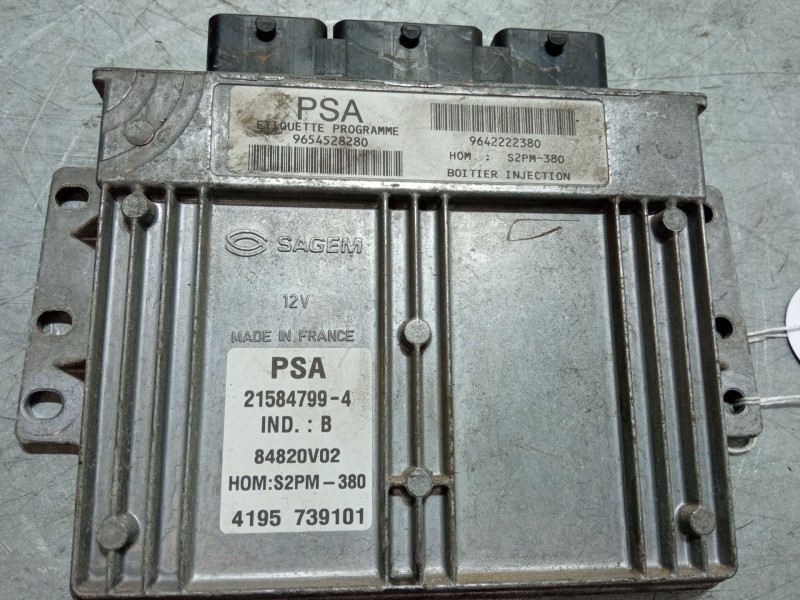 PSA
ETIQUETTE PROGRAMME
9654528280
9642222380
HOM. : S2PM-380
BOITIER INJECTION
SAGEM
12V
MADE IN FRANCE
PSA
21584799-4
IND. : B
84820V02
HOM:S2PM-380
4195 739101